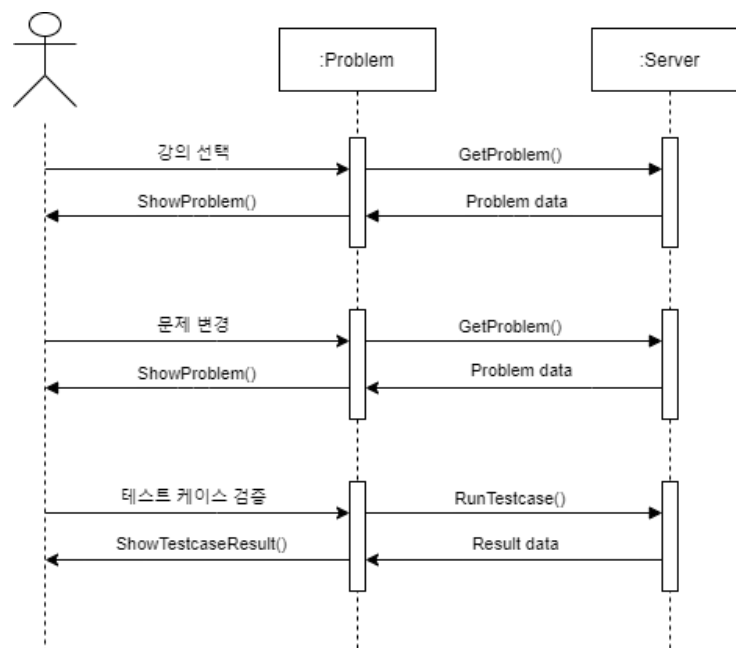 :Problem
:Server
강의 선택
GetProblem()
ShowProblem()
Problem data
문제 변경
GetProblem()
ShowProblem()
Problem data
테스트 케이스 검증
RunTestcase()
ShowTestcaseResult()
Result data